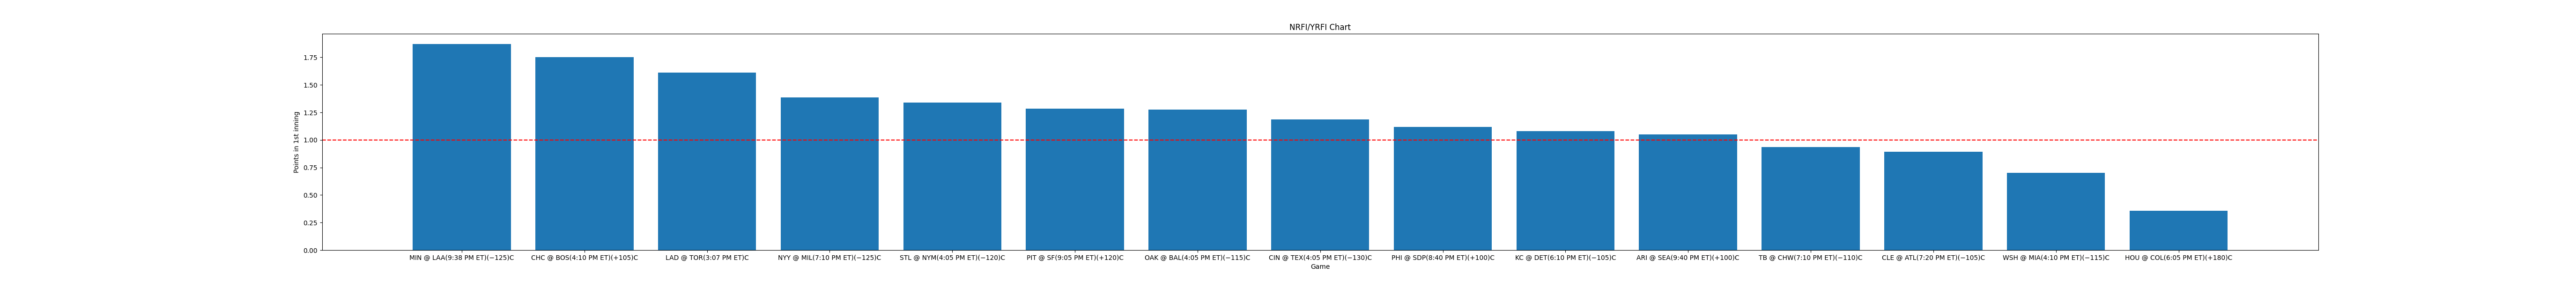 NRFI/YRFI Chart
Points in 1st inning
1.75
1.50
1.25
1.00
0.75
0.50
0.25
0.00
MIN @ LAA(9:38 PM ET)(−125)C CHC @ BOS(4:10 PM ET)(+105)C LAD @ TOR(3:07 PM ET)C NYY @ MIL(7:10 PM ET)(−125)C STL @ NYM(4:05 PM ET)(−120)C PIT @ SF(9:05 PM ET)(+120)C OAK @ BAL(4:05 PM ET)(−115)C CIN @ TEX(4:05 PM ET)(−130)C PHI @ SDP(8:40 PM ET)(+100)C KC @ DET(6:10 PM ET)(−105)C ARI @ SEA(9:40 PM ET)(+100)C TB @ CHW(7:10 PM ET)(−110)C CLE @ ATL(7:20 PM ET)(−105)C WSH @ MIA(4:10 PM ET)(−115)C HOU @ COL(6:05 PM ET)(+180)C
Game